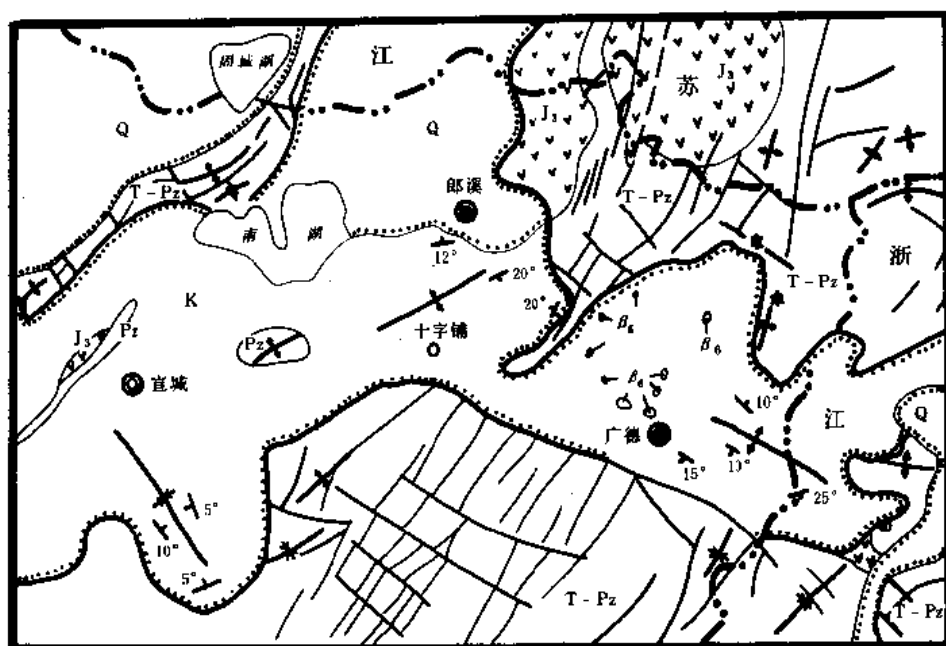 固城湖
江
苏
J₃
Q
Q
J₃
郎溪
T-Pz
T-Pz
南湖
浙
12°
20°
T-Pz
K
20°
β₆
十字铺
β₆
J₃
Pz
Pz
宣城
β₆
10°
江
Q
广德
15°
10°
5°
25°
10°
5°
T-Pz
T-Pz